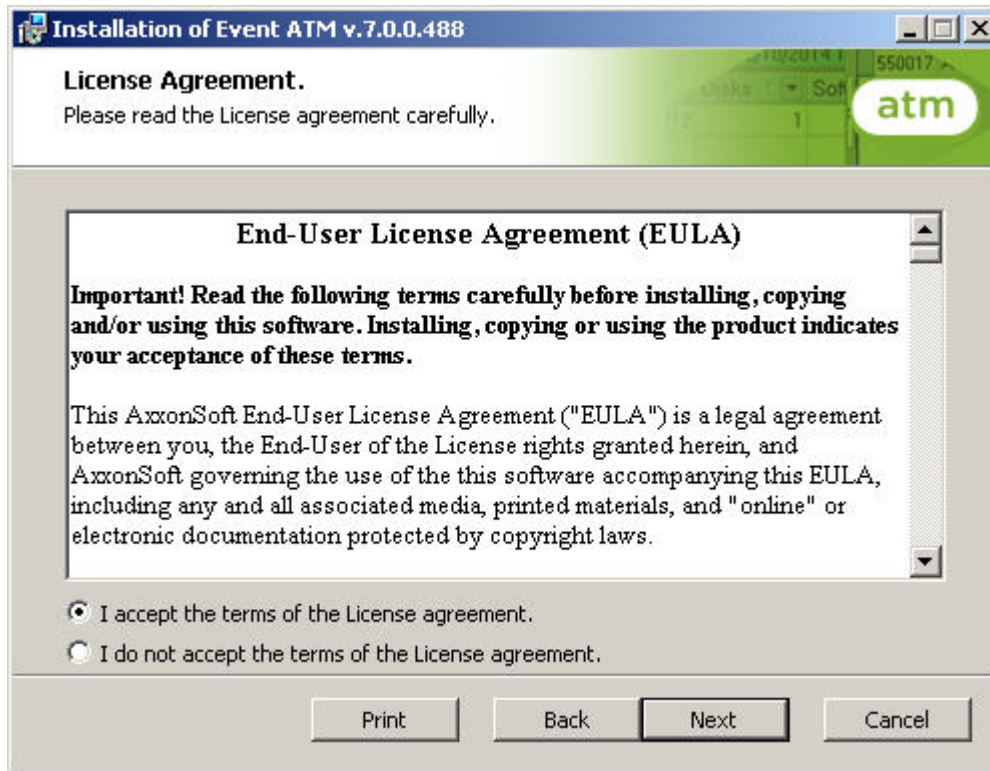 Installation of Event ATM v.7.0.0.488
License Agreement.
Please read the License agreement carefully.
10/2014
550017
Disks
Soft
1
atm
End-User License Agreement (EULA)
Important! Read the following terms carefully before installing, copying
and/or using this software. Installing, copying or using the product indicates
your acceptance of these terms.
This AxxonSoft End-User License Agreement ("EULA") is a legal agreement
between you, the End-User of the License rights granted herein, and
AxxonSoft governing the use of the this software accompanying this EULA,
including any and all associated media, printed materials, and "online" or
electronic documentation protected by copyright laws.
I accept the terms of the License agreement.
I do not accept the terms of the License agreement.
Print Back Next Cancel